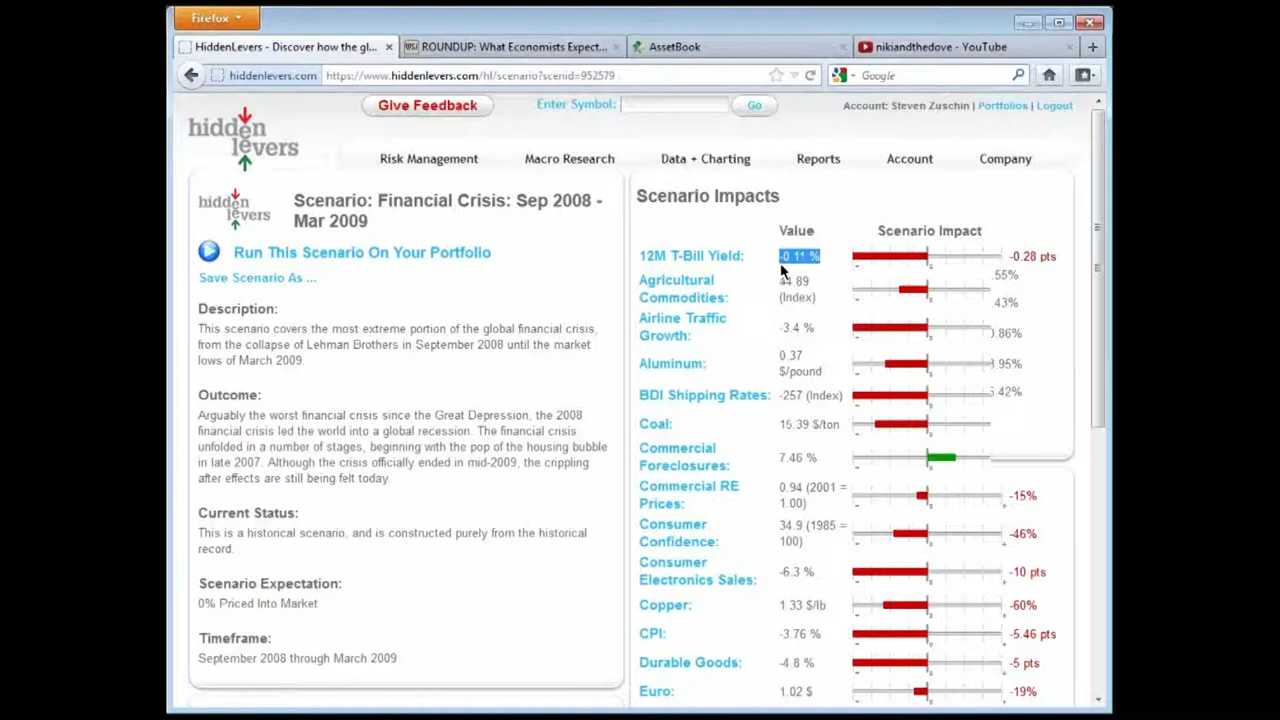 Firefox
HiddenLevers - Discover how the gl...
ROUNDUP: What Economists Expect...
AssetBook
nikiandthedove - YouTube
hiddenlevers.com
https://www.hiddenlevers.com/hl/scenario?scenid=952579
Google
Give Feedback
Enter Symbol:
Go
Account: Steven Zuschin | Portfolios | Logout
hidden
levers
Risk Management
Macro Research
Data + Charting
Reports
Account
Company
hidden
levers
Scenario: Financial Crisis: Sep 2008 -
Mar 2009
Run This Scenario On Your Portfolio
Save Scenario As ...
Description:
This scenario covers the most extreme portion of the global financial crisis,
from the collapse of Lehman Brothers in September 2008 until the market
lows of March 2009.
Outcome:
Arguably the worst financial crisis since the Great Depression, the 2008
financial crisis led the world into a global recession. The financial crisis
unfolded in a number of stages, beginning with the pop of the housing bubble
in late 2007. Although the crisis officially ended in mid-2009, the crippling
after effects are still being felt today.
Current Status:
This is a historical scenario, and is constructed purely from the historical
record.
Scenario Expectation:
0% Priced Into Market
Timeframe:
September 2008 through March 2009
Scenario Impacts
Value
Scenario Impact
12M T-Bill Yield: -0.11 % -0.28 pts
Agricultural
Commodities:
(Index)
55%
43%
Airline Traffic
Growth:
-3.4 %
0.86%
Aluminum:
0.37
$/pound
.95%
BDI Shipping Rates: -257 (Index)
5.42%
Coal: 15.39 $/ton
Commercial
Foreclosures:
7.46 %
Commercial RE
Prices:
0.94 (2001 =
1.00)
-15%
Consumer
Confidence:
34.9 (1985 =
100)
-46%
Consumer
Electronics Sales:
-6.3 %
-10 pts
Copper: 1.33 $/lb -60%
CPI: -3.76 % -5.46 pts
Durable Goods: -4.8 % -5 pts
Euro: 1.02 $ -19%